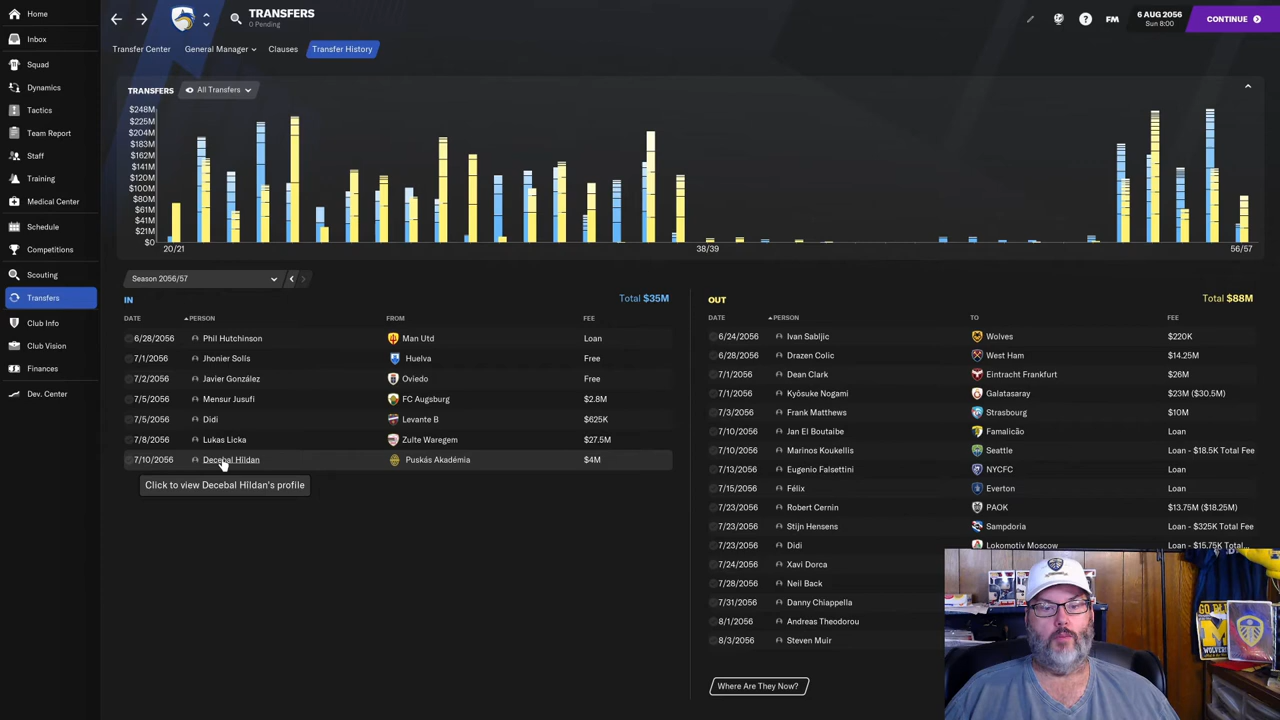 Home
Inbox
Squad
Dynamics
Tactics
Team Report
Staff
Training
Medical Center
Schedule
Competitions
Scouting
Transfers
Club Info
Club Vision
Finances
Dev. Center
TRANSFERS
0 Pending
FM
6 AUG 2056
Sun 8:00
CONTINUE
Transfer Center General Manager Clauses Transfer History
TRANSFERS All Transfers
$248M
$225M
$204M
$183M
$162M
$141M
$120M
$100M
$80M
$61M
$41M
$21M
$0
20/21 38/39 56/57
Season 2056/57
IN Total $35M
DATE PERSON FROM FEE
6/28/2056 Phil Hutchinson Man Utd Loan
7/1/2056 Jhonier Solís Huelva Free
7/2/2056 Javier González Oviedo Free
7/5/2056 Mensur Jusufi FC Augsburg $2.8M
7/5/2056 Didi Levante B $625K
7/8/2056 Lukas Licka Zulte Waregem $27.5M
7/10/2056 Decebal Hîldan Puskás Akadémia $4M
Click to view Decebal Hîldan's profile
OUT Total $88M
DATE PERSON TO FEE
6/24/2056 Ivan Sabljic Wolves $220K
6/28/2056 Drazen Colic West Ham $14.25M
7/1/2056 Dean Clark Eintracht Frankfurt $26M
7/1/2056 Kyôsuke Nogami Galatasaray $23M ($30.5M)
7/3/2056 Frank Matthews Strasbourg $10M
7/10/2056 Jan El Boutaibe Famalicão Loan
7/10/2056 Marinos Koukellis Seattle Loan - $18.5K Total Fee
7/13/2056 Eugenio Falsettini NYCFC Loan
7/15/2056 Félix Everton Loan
7/23/2056 Robert Cernin PAOK $13.75M ($18.25M)
7/23/2056 Stijn Hensens Sampdoria Loan - $325K Total Fee
7/23/2056 Didi Lokomotiv Moscow Loan - $15.75K Total...
7/24/2056 Xavi Dorca
7/28/2056 Neil Back
7/31/2056 Danny Chiappella
8/1/2056 Andreas Theodorou
8/3/2056 Steven Muir
Where Are They Now?
GO BLUE
M
WOLVERINES